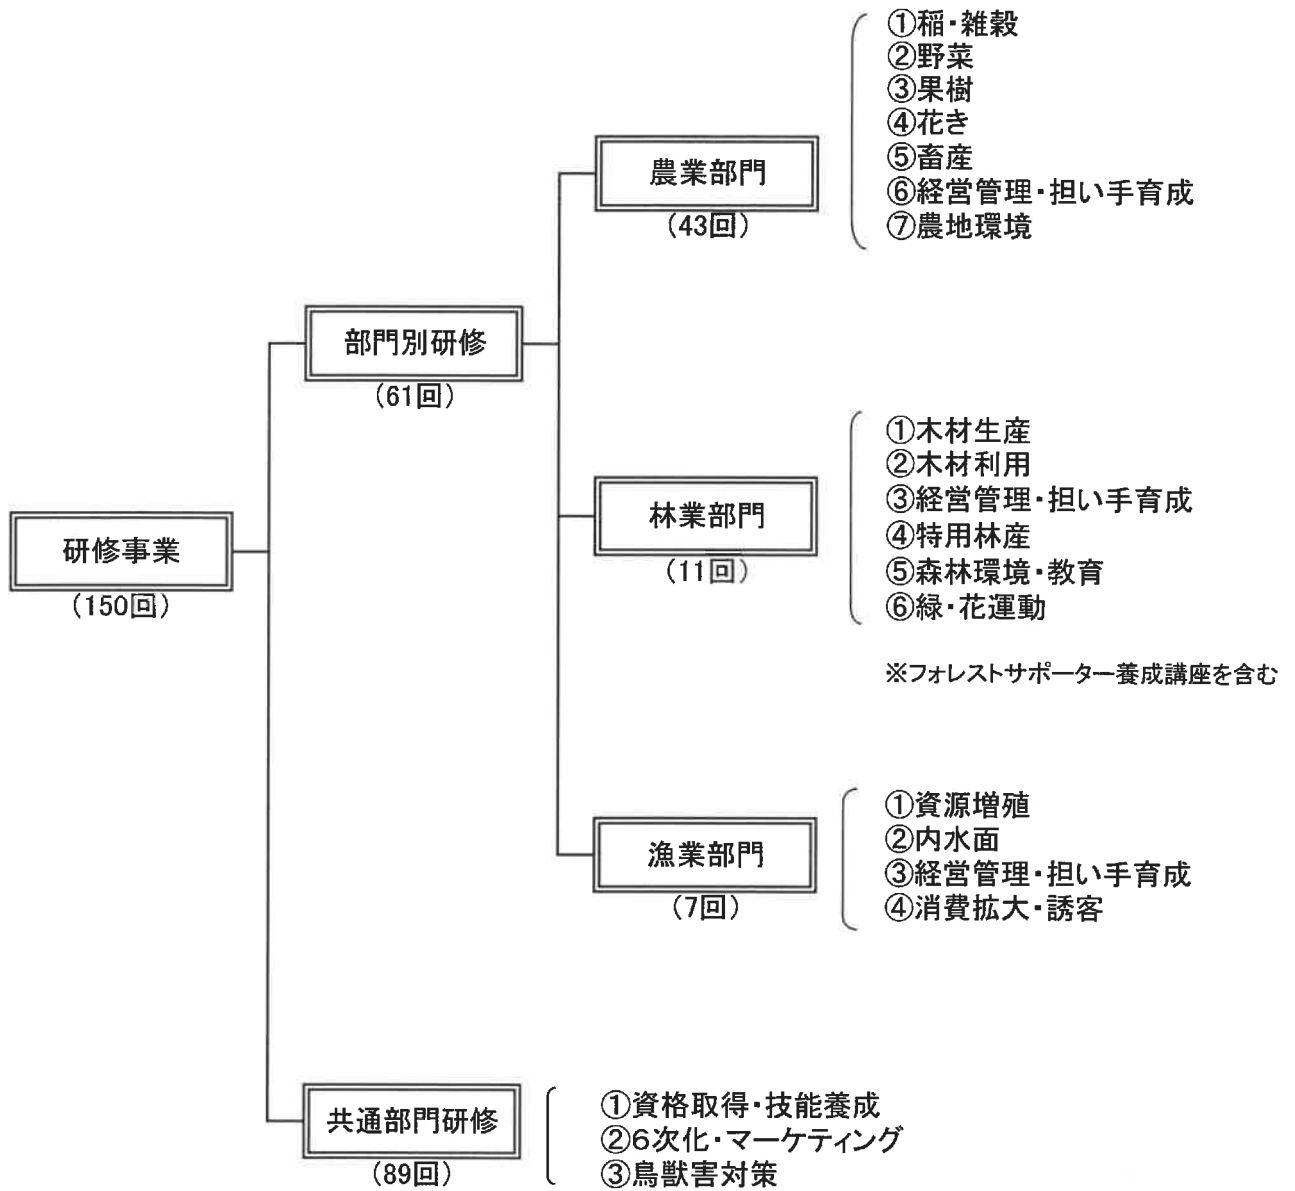 研修事業
(150回)
部門別研修
(61回)
農業部門
(43回)
①稲・雑穀
②野菜
③果樹
④花き
⑤畜産
⑥経営管理・担い手育成
⑦農地環境
林業部門
(11回)
①木材生産
②木材利用
③経営管理・担い手育成
④特用林産
⑤森林環境・教育
⑥緑・花運動
※フォレストサポーター養成講座を含む
漁業部門
(7回)
①資源増殖
②内水面
③経営管理・担い手育成
④消費拡大・誘客
共通部門研修
(89回)
①資格取得・技能養成
②6次化・マーケティング
③鳥獣害対策